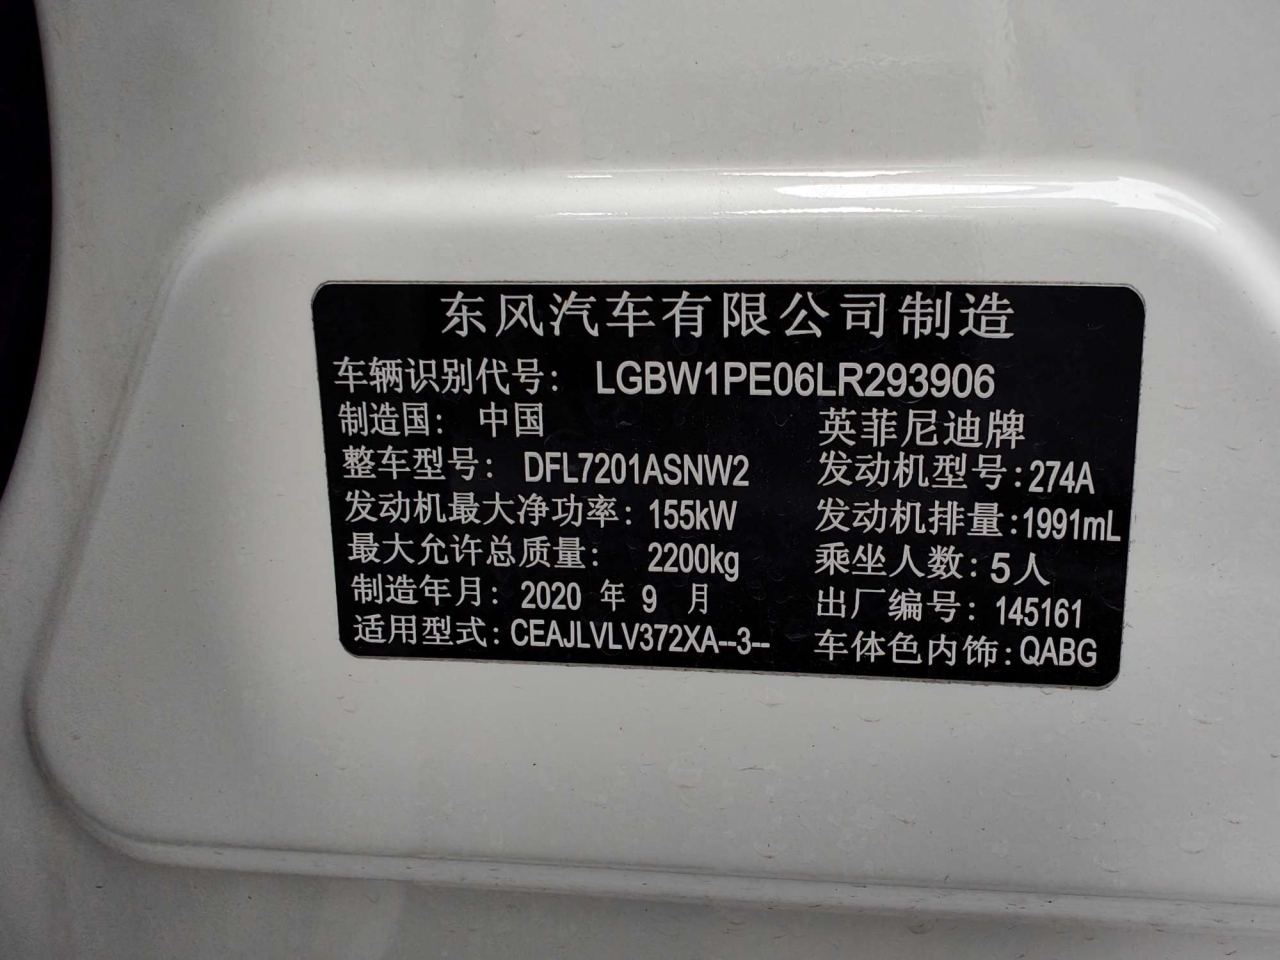 东风汽车有限公司制造
车辆识别代号: LGBW1PE06LR293906
制造国: 中国 英菲尼迪牌
整车型号: DFL7201ASNW2 发动机型号:274A
发动机最大净功率: 155kW 发动机排量:1991mL
最大允许总质量: 2200kg 乘坐人数:5人
制造年月: 2020 年 9 月 出厂编号: 145161
适用型式:CEAJLVLV372XA--3-- 车体色内饰:QABG